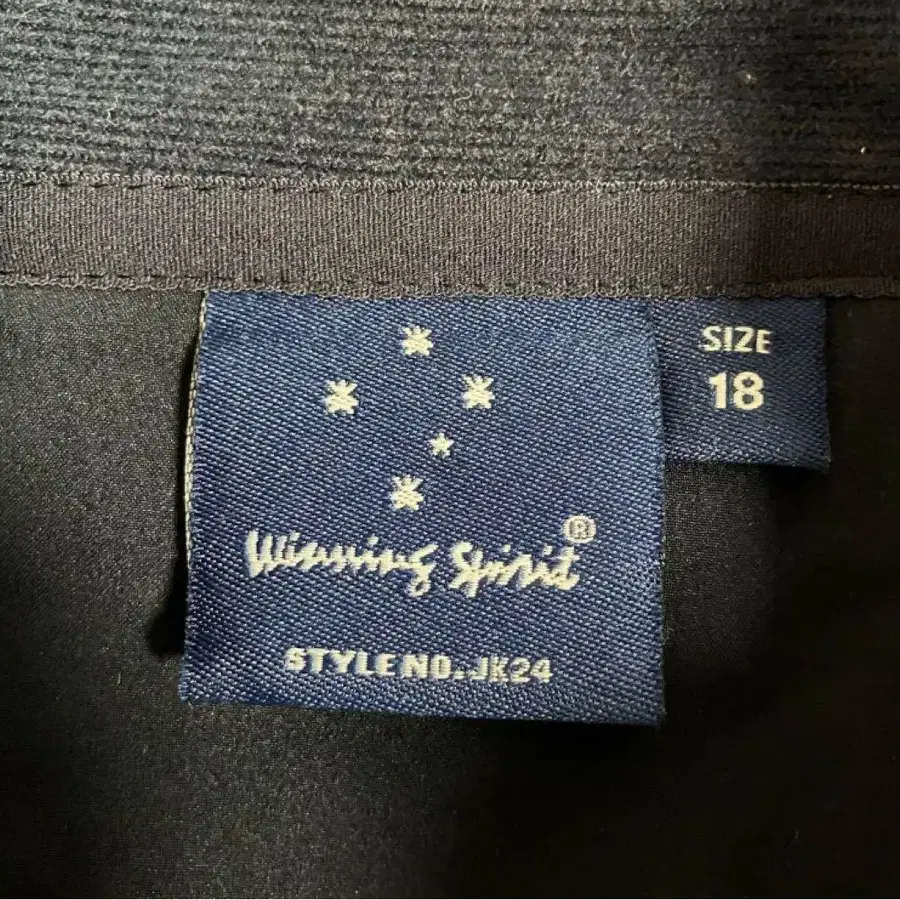 SIZE
18
Winning Spirit®
STYLE NO. JK24